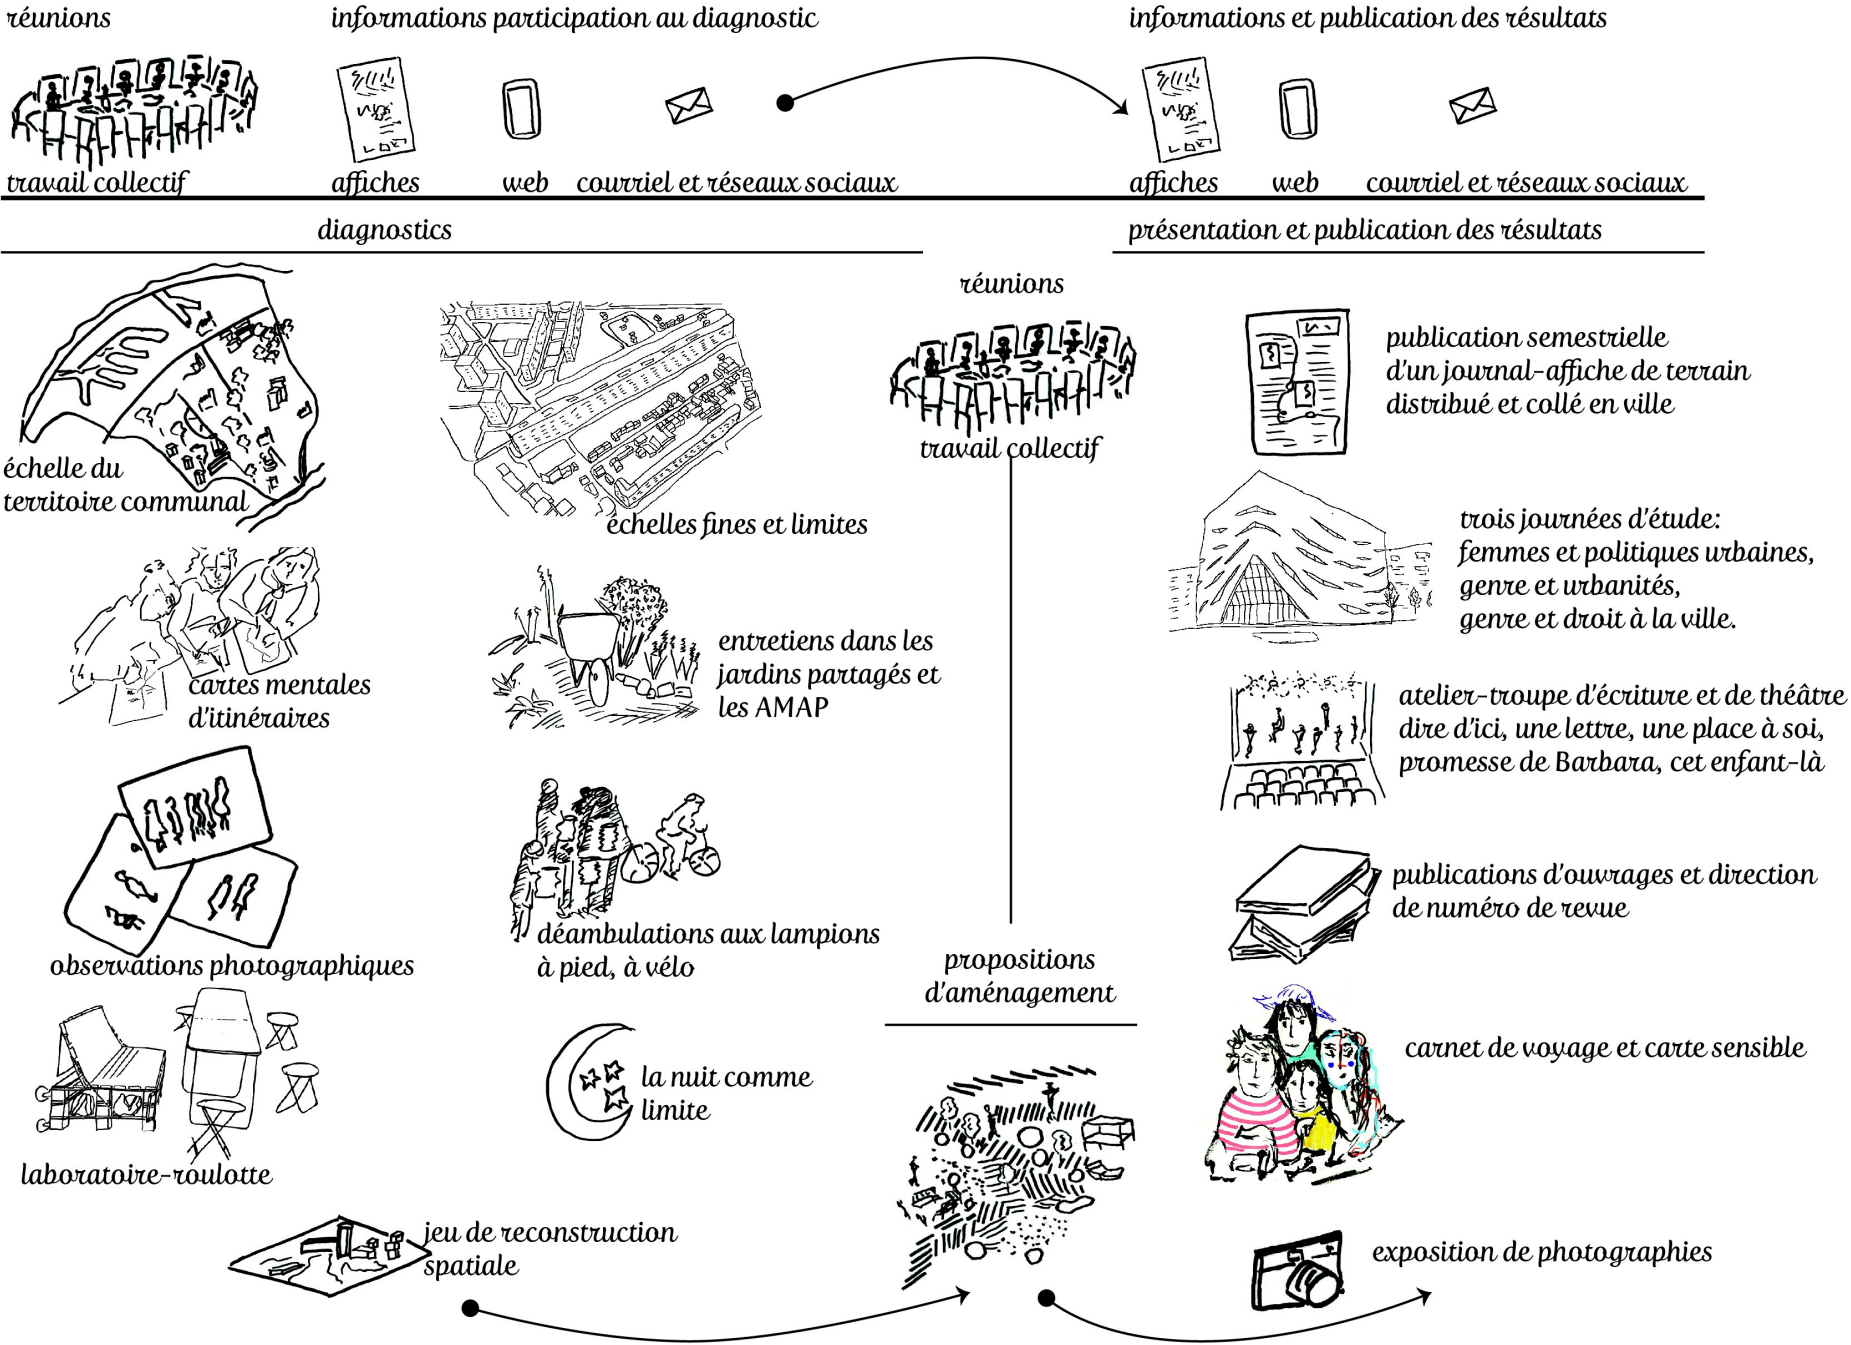 réunions
informations participation au diagnostic
informations et publication des résultats
travail collectif
affiches
web
courriel et réseaux sociaux
affiches
web
courriel et réseaux sociaux
diagnostics
présentation et publication des résultats
échelle du
territoire communal
échelles fines et limites
cartes mentales
d'itinéraires
entretiens dans les
jardins partagés et
les AMAP
observations photographiques
déambulations aux lampions
à pied, à vélo
laboratoire-roulotte
la nuit comme
limite
jeu de reconstruction
spatiale
réunions
travail collectif
propositions
d'aménagement
publication semestrielle
d'un journal-affiche de terrain
distribué et collé en ville
trois journées d'étude:
femmes et politiques urbaines,
genre et urbanités,
genre et droit à la ville.
atelier-troupe d'écriture et de théâtre
dire d'ici, une lettre, une place à soi,
promesse de Barbara, cet enfant-là
publications d'ouvrages et direction
de numéro de revue
carnet de voyage et carte sensible
exposition de photographies